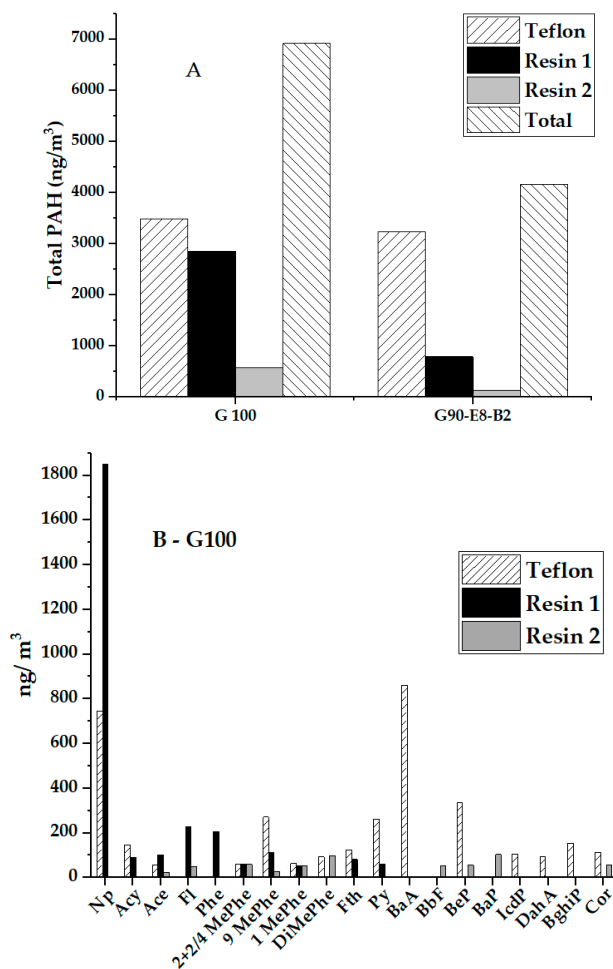 A
Teflon
Resin 1
Resin 2
Total
Total PAH (ng/m³)
7000
6000
5000
4000
3000
2000
1000
0
G 100
G90-E8-B2
B - G100
Teflon
Resin 1
Resin 2
ng/ m³
1800
1600
1400
1200
1000
800
600
400
200
0
Np
Acy
Ace
Fl
Phe
2+2/4 MePhe
9 MePhe
1 MePhe
DiMePhe
Fth
Py
BaA
BbF
BeP
BaP
IcdP
DahA
BghiP
Cor